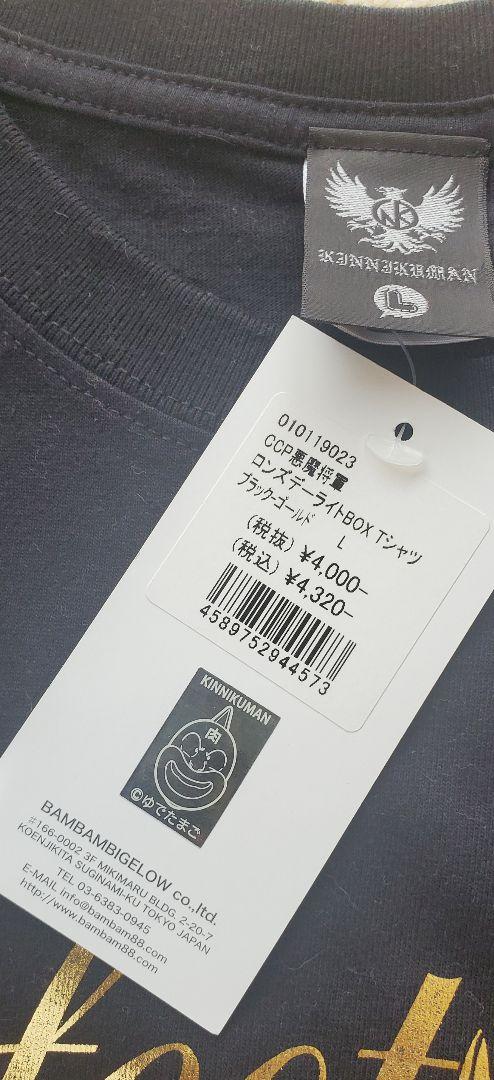 NK
KINNIKUMAN
L
010119023
CCP悪魔将軍
ロンズデーライトBOX Tシャツ
ブラック-ゴールド L
(税抜) ¥4,000-
(税込) ¥4,320-
4589752944573
KINNIKUMAN
肉
©ゆでたまご
BAMBAMBIGELOW co.,ltd.
#166-0002 3F MIKIMARU BLDG. 2-20-7
KOENJIKITA SUGINAMI-KU TOKYO JAPAN
TEL 03-6383-0945
E-MAIL info@bambam88.com
http://www.bambam88.com